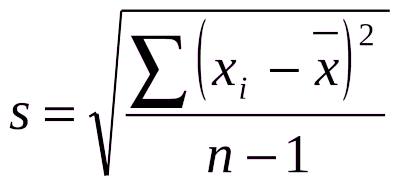 s = √(∑(xᵢ − x̄)² / (n − 1))